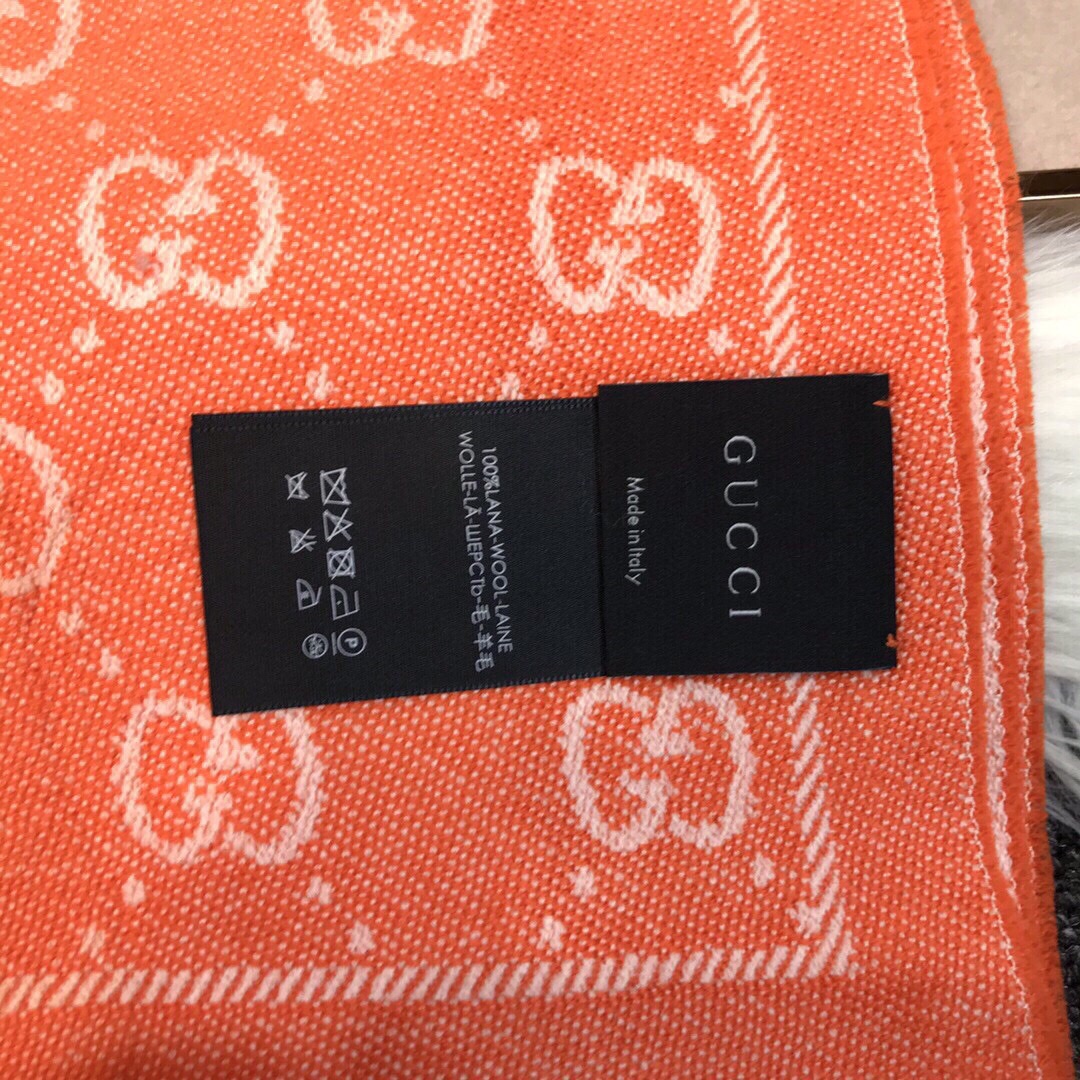 GUCCI
Made in Italy
100%LANA-WOOL-LAINE
WOLLE-LÃ-ШЕРСТЬ-毛-羊毛
P